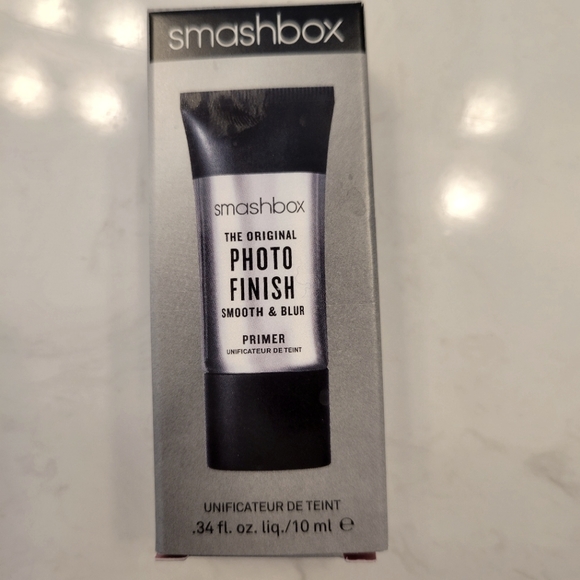 smashbox
smashbox
THE ORIGINAL
PHOTO
FINISH
SMOOTH & BLUR
PRIMER
UNIFICATEUR DE TEINT
UNIFICATEUR DE TEINT
.34 fl. oz. liq./10 ml ℮